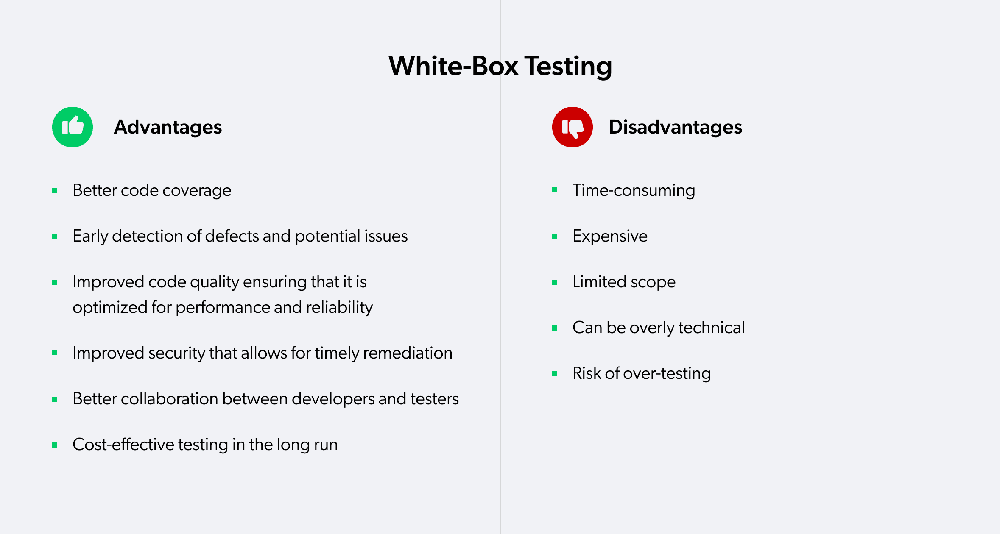 White-Box Testing
Advantages
Better code coverage
Early detection of defects and potential issues
Improved code quality ensuring that it is
optimized for performance and reliability
Improved security that allows for timely remediation
Better collaboration between developers and testers
Cost-effective testing in the long run
Disadvantages
Time-consuming
Expensive
Limited scope
Can be overly technical
Risk of over-testing